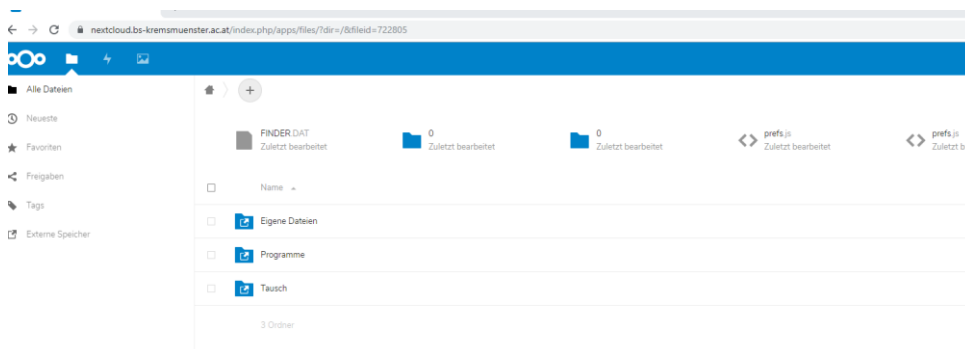 nextcloud.bs-kremsmuenster.ac.at/index.php/apps/files/?dir=/&fileid=722805
Alle Dateien
Neueste
Favoriten
Freigaben
Tags
Externe Speicher
FINDER.DAT
Zuletzt bearbeitet
0
Zuletzt bearbeitet
0
Zuletzt bearbeitet
prefs.js
Zuletzt bearbeitet
prefs.js
Zuletzt b
Name
Eigene Dateien
Programme
Tausch
3 Ordner